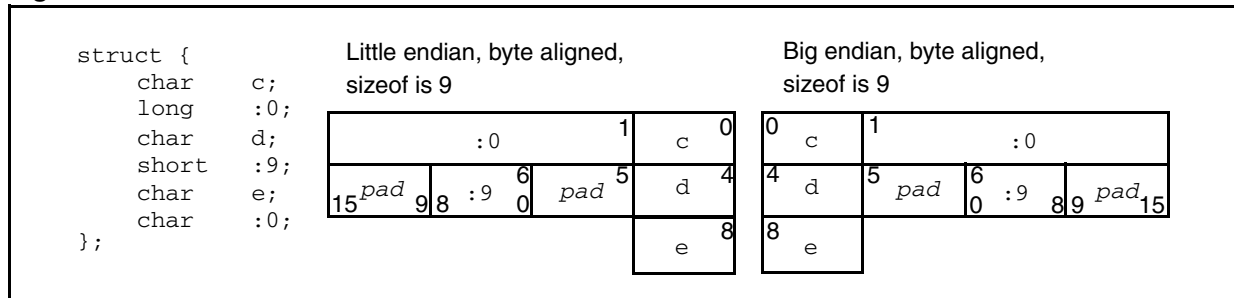 struct {
char c;
long :0;
char d;
short :9;
char e;
char :0;
};
Little endian, byte aligned,
sizeof is 9
:0 1 c 0
15 pad 9 8 :9 6 0 pad 5 d 4
e 8
Big endian, byte aligned,
sizeof is 9
0 c 1 :0
4 d 5 pad 6 0 :9 8 9 pad 15
8 e